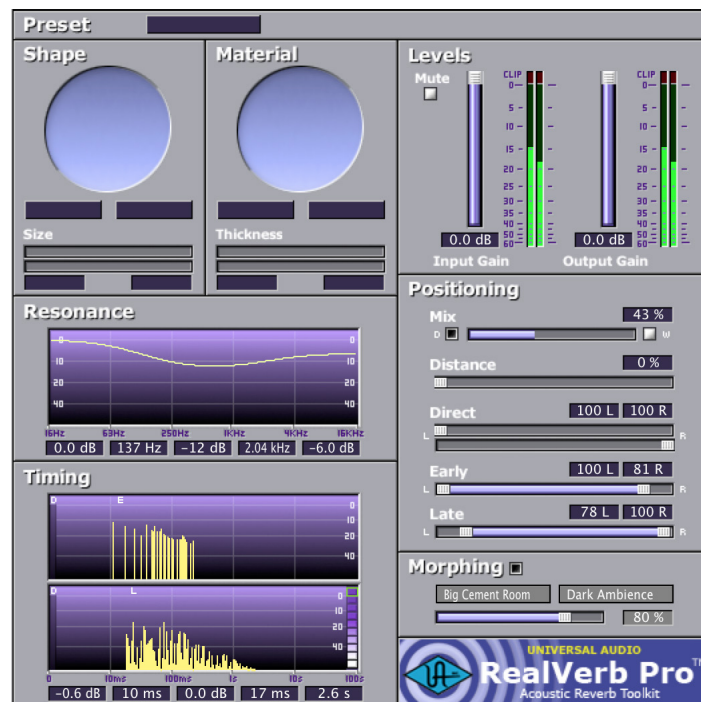 Preset
Shape
Material
Size
Thickness
Levels
Mute
CLIP
0
5
10
15
20
25
30
35
40
50
60
CLIP
0
5
10
15
20
25
30
35
40
50
60
0.0 dB
0.0 dB
Input Gain
Output Gain
Resonance
0
10
20
40
0
10
20
40
16Hz 63Hz 250Hz 1KHz 4KHz 16KHz
0.0 dB 137 Hz −12 dB 2.04 kHz −6.0 dB
Positioning
Mix 43 %
D W
Distance 0 %
Direct 100 L 100 R
L R
Early 100 L 81 R
L R
Late 78 L 100 R
L R
Timing
D E
0
10
20
40
D L
0
10
20
40
0 10ms 100ms 1s 10s 100s
−0.6 dB 10 ms 0.0 dB 17 ms 2.6 s
Morphing
Big Cement Room Dark Ambience
80 %
UNIVERSAL AUDIO
UA RealVerb Pro™
Acoustic Reverb Toolkit